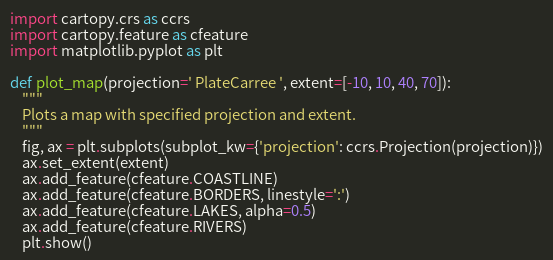 import cartopy.crs as ccrs
import cartopy.feature as cfeature
import matplotlib.pyplot as plt

def plot_map(projection=' PlateCarree ', extent=[-10, 10, 40, 70]):
    """
    Plots a map with specified projection and extent.
    """
    fig, ax = plt.subplots(subplot_kw={'projection': ccrs.Projection(projection)})
    ax.set_extent(extent)
    ax.add_feature(cfeature.COASTLINE)
    ax.add_feature(cfeature.BORDERS, linestyle=':')
    ax.add_feature(cfeature.LAKES, alpha=0.5)
    ax.add_feature(cfeature.RIVERS)
    plt.show()